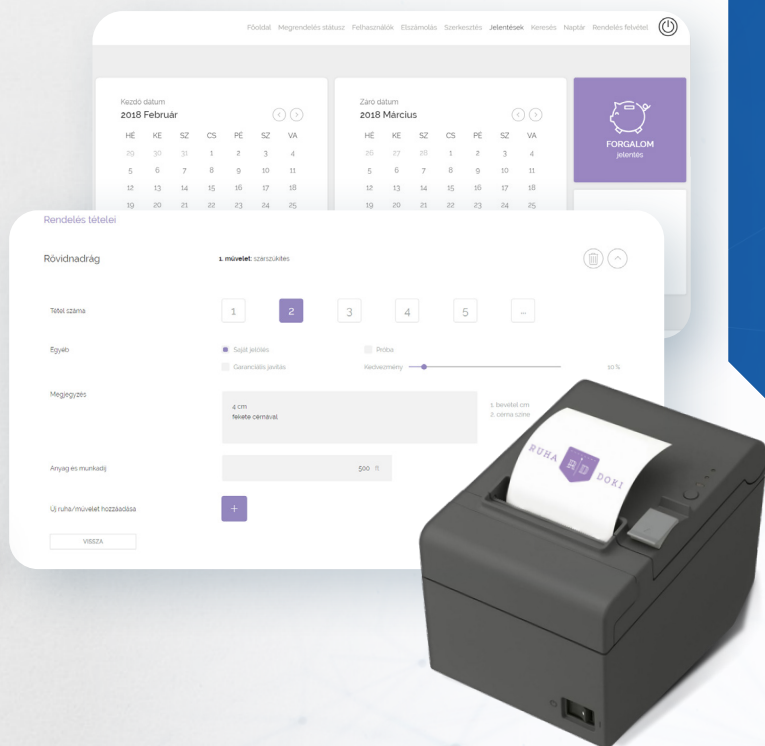 Főoldal Megrendelés státusz Felhasználók Elszámolás Szerkesztés Jelentések Keresés Naptár Rendelés felvétel
Kezdő dátum
2018 Február
HÉ KE SZ CS PÉ SZ VA
29 30 31 1 2 3 4
5 6 7 8 9 10 11
12 13 14 15 16 17 18
19 20 21 22 23 24 25
Záró dátum
2018 Március
HÉ KE SZ CS PÉ SZ VA
26 27 28 1 2 3 4
5 6 7 8 9 10 11
12 13 14 15 16 17 18
19 20 21 22 23 24 25
FORGALOM
jelentés
Rendelés tételei
Rövidnadrág
1. művelet: szárszűkítés
Tétel száma
1 2 3 4 5 ...
Egyéb
Saját jelölés
Próba
Garanciális javítás
Kedvezmény
10 %
Megjegyzés
4 cm
fekete cérnával
1. bevétel cm
2. cérna színe
Anyag és munkadíj
500 ft
Új ruha/művelet hozzáadása
+
VISSZA
RUHA RD DOKI